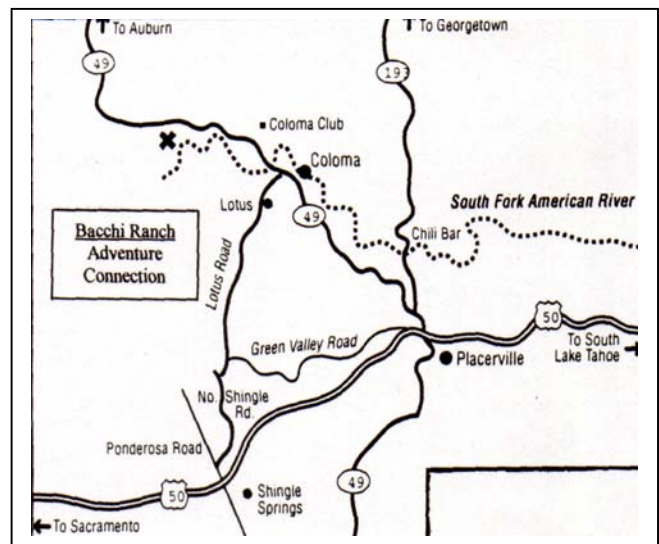 To Auburn
To Georgetown
49
193
Coloma Club
Coloma
Lotus
49
South Fork American River
Chili Bar
Bacchi Ranch
Adventure
Connection
Lotus Road
50
Green Valley Road
To South
Lake Tahoe
Placerville
No. Shingle
Rd.
Ponderosa Road
50
Shingle
Springs
49
To Sacramento